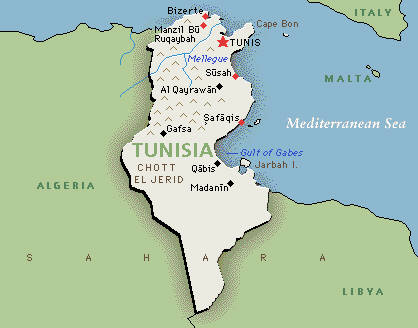 Bizerte
ITALY
Manzil Bū
Ruqaybah
Cape Bon
TUNIS
Mellegue
Sūsah
MALTA
Al Qayrawān
Safāqis
Mediterranean Sea
Gafsa
TUNISIA
Gulf of Gabes
CHOTT
EL JERID
Qābis
Jarbah I.
ALGERIA
Madanīn
S A H A R A
LIBYA